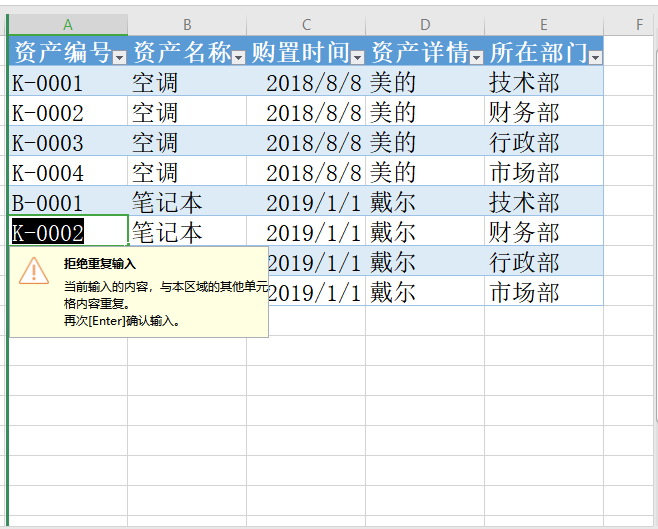 A B C D E F
资产编号 资产名称 购置时间 资产详情 所在部门
K-0001 空调 2018/8/8 美的 技术部
K-0002 空调 2018/8/8 美的 财务部
K-0003 空调 2018/8/8 美的 行政部
K-0004 空调 2018/8/8 美的 市场部
B-0001 笔记本 2019/1/1 戴尔 技术部
K-0002 笔记本 2019/1/1 戴尔 财务部
2019/1/1 戴尔 行政部
2019/1/1 戴尔 市场部
拒绝重复输入
当前输入的内容，与本区域的其他单元
格内容重复。
再次[Enter]确认输入。